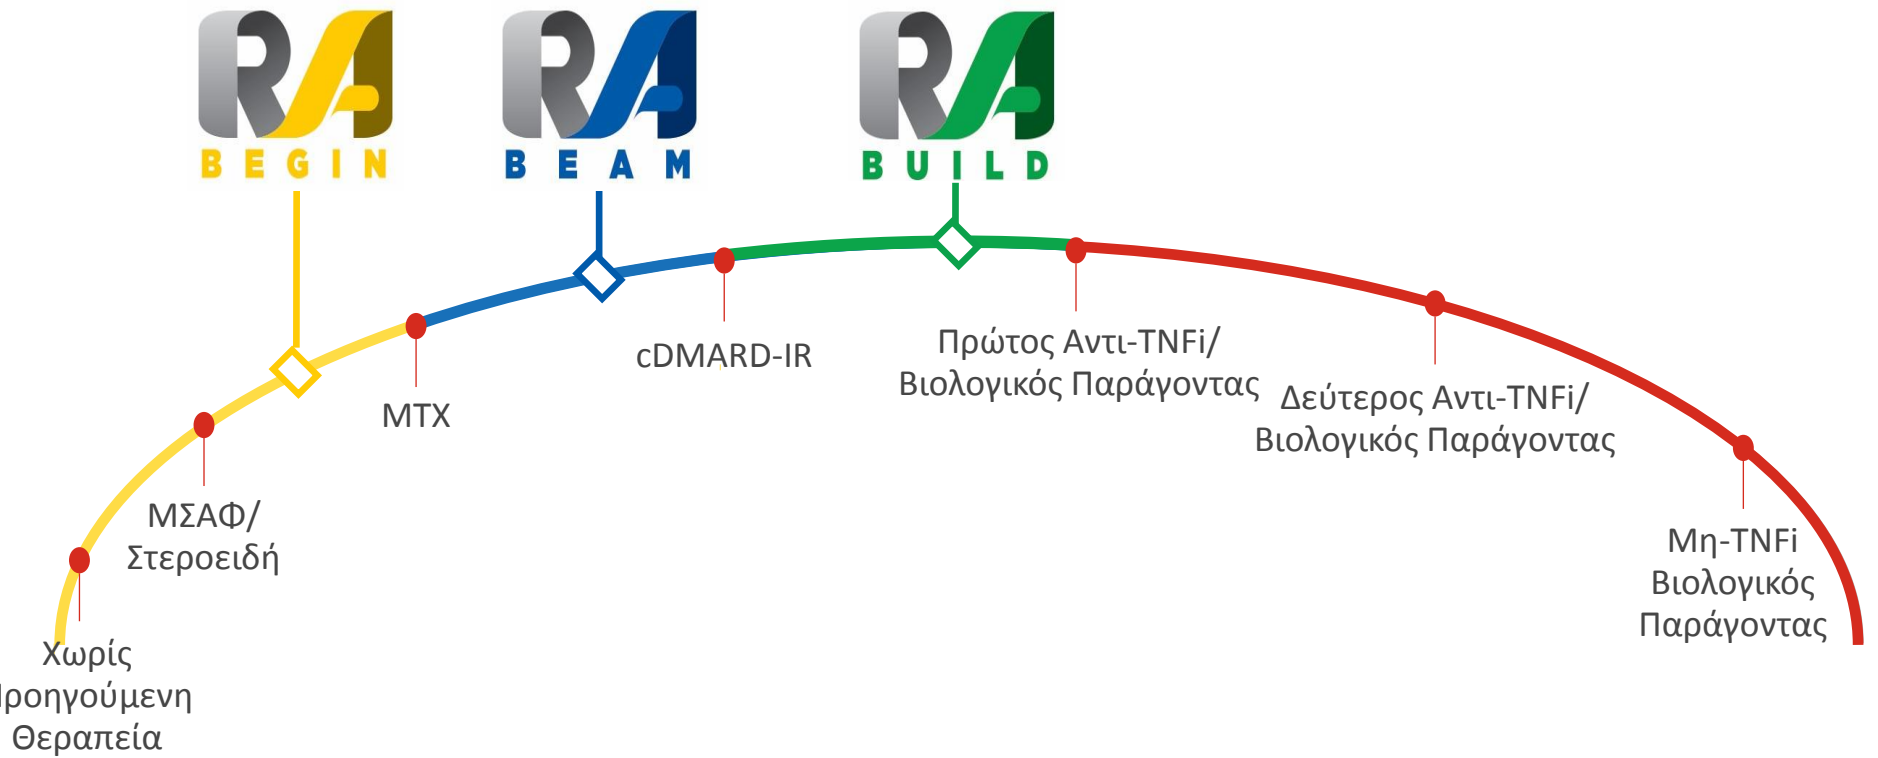 RA
BEGIN
RA
BEAM
RA
BUILD
Χωρίς
ροηγούμενη
Θεραπεία
ΜΣΑΦ/
Στεροειδή
MTX
cDMARD-IR
Πρώτος Αντι-TNFi/
Βιολογικός Παράγοντας
Δεύτερος Αντι-TNFi/
Βιολογικός Παράγοντας
Μη-TNFi
Βιολογικός
Παράγοντας